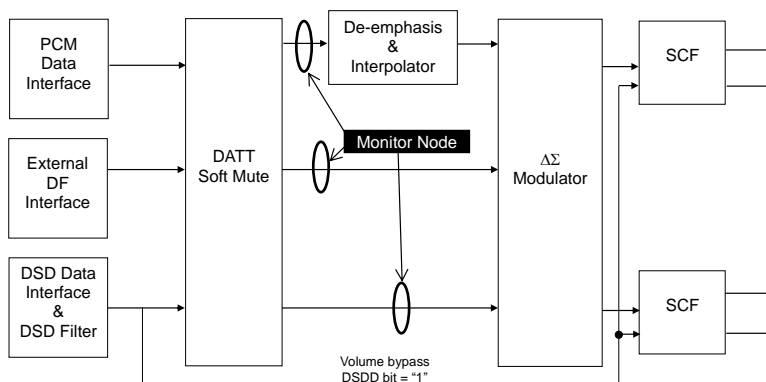 PCM
Data
Interface
De-emphasis
&
Interpolator
SCF
Monitor Node
External
DF
Interface
DATT
Soft Mute
ΔΣ
Modulator
DSD Data
Interface
&
DSD Filter
SCF
Volume bypass
DSDD bit = “1”